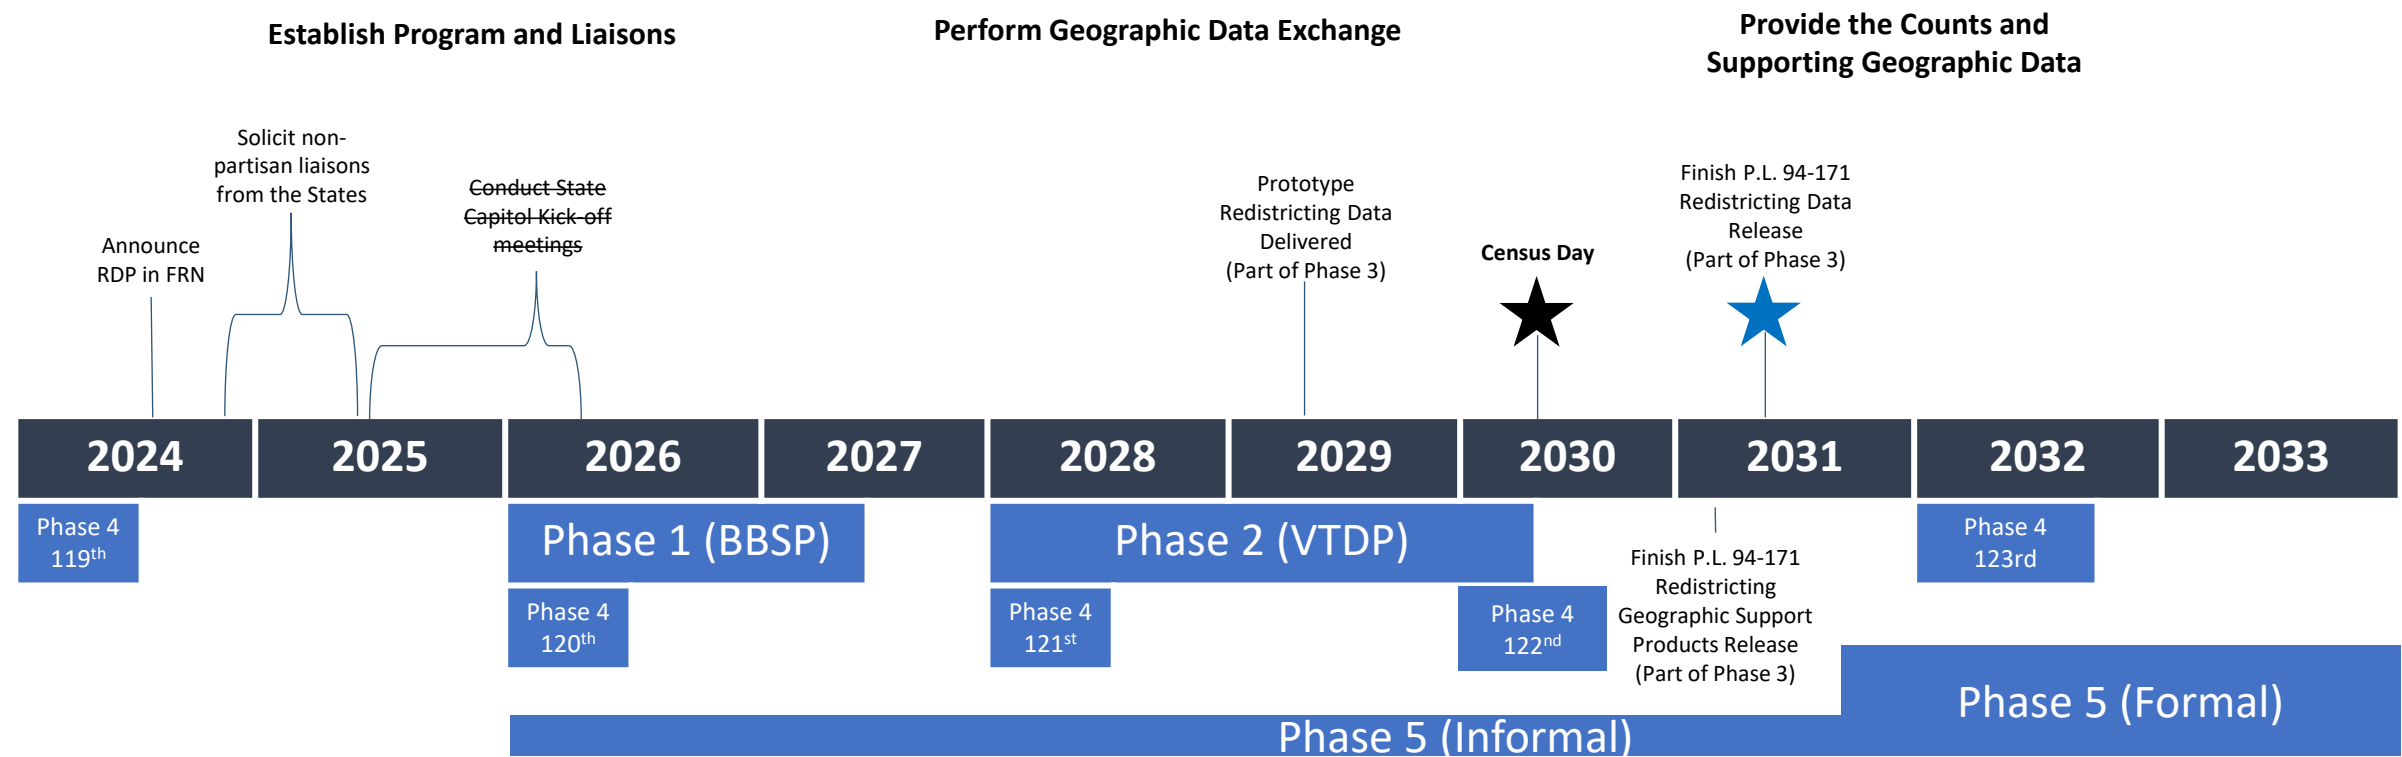 Establish Program and Liaisons
Perform Geographic Data Exchange
Provide the Counts and
Supporting Geographic Data
Announce
RDP in FRN
Solicit non-
partisan liaisons
from the States
Conduct State
Capitol Kick-off
meetings
Prototype
Redistricting Data
Delivered
(Part of Phase 3)
Census Day
Finish P.L. 94-171
Redistricting Data
Release
(Part of Phase 3)
2024
2025
2026
2027
2028
2029
2030
2031
2032
2033
Phase 4
119th
Phase 1 (BBSP)
Phase 4
120th
Phase 2 (VTDP)
Phase 4
121st
Phase 4
122nd
Finish P.L. 94-171
Redistricting
Geographic Support
Products Release
(Part of Phase 3)
Phase 4
123rd
Phase 5 (Informal)
Phase 5 (Formal)